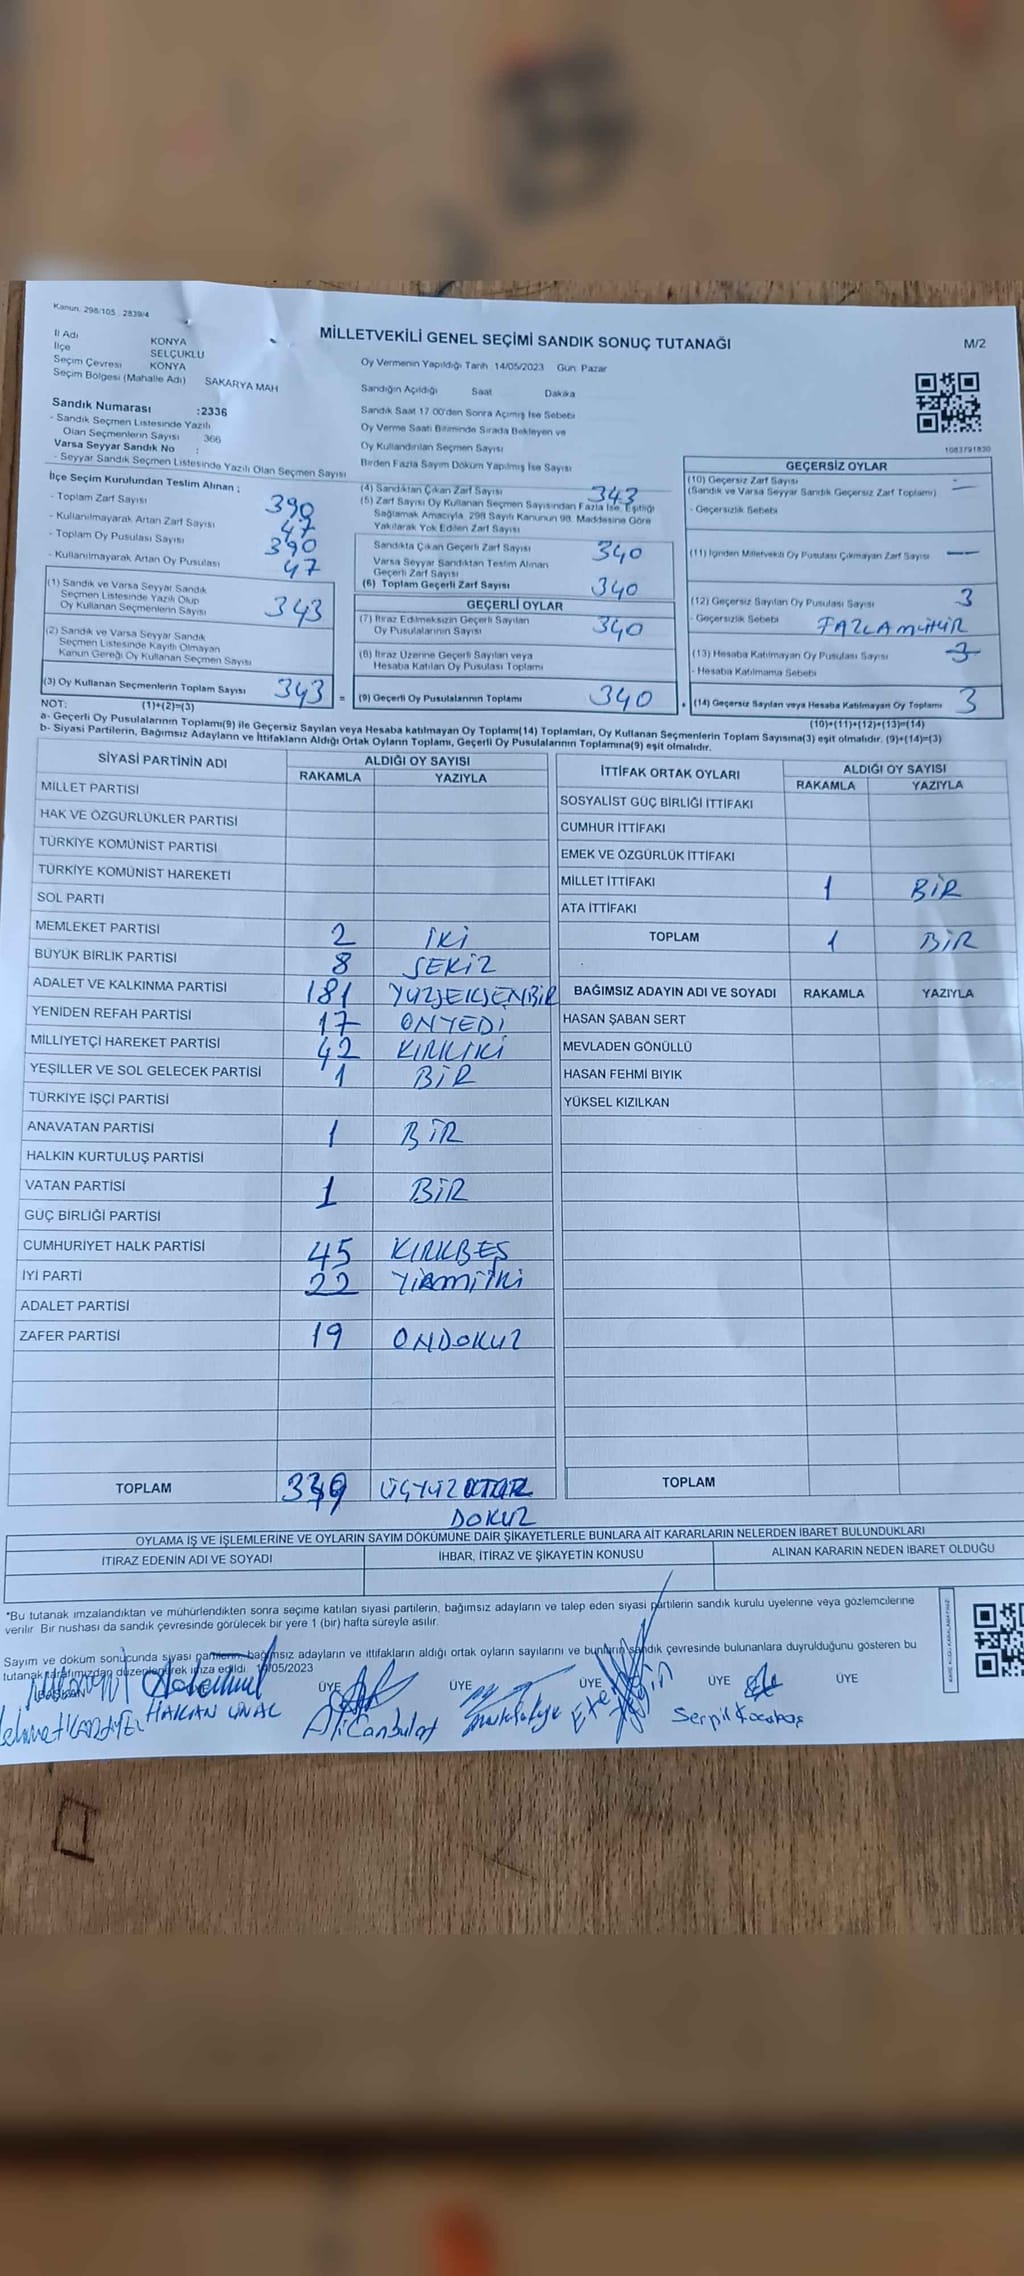 Kanun: 298/105 2839/4
MİLLETVEKİLİ GENEL SEÇİMİ SANDIK SONUÇ TUTANAĞI
M/2
İl Adı KONYA
İlçe SELÇUKLU
Seçim Çevresi KONYA
Seçim Bölgesi (Mahalle Adı) SAKARYA MAH
Sandık Numarası :2336
- Sandık Seçmen Listesinde Yazılı
Olan Seçmenlerin Sayısı 366
Varsa Seyyar Sandık No :
- Seyyar Sandık Seçmen Listesinde Yazılı Olan Seçmen Sayısı
Oy Vermenin Yapıldığı Tarih 14/05/2023 Gün: Pazar
Sandığın Açıldığı Saat Dakika
Sandık Saat 17.00'den Sonra Açılmış İse Sebebi
Oy Verme Saati Bitiminde Sırada Bekleyen ve
Oy Kullandırılan Seçmen Sayısı
Birden Fazla Sayım Döküm Yapılmış İse Sayısı
1083791830
İlçe Seçim Kurulundan Teslim Alınan ;
- Toplam Zarf Sayısı 390
- Kullanılmayarak Artan Zarf Sayısı 47
- Toplam Oy Pusulası Sayısı 390
- Kullanılmayarak Artan Oy Pusulası 47
(1) Sandık ve Varsa Seyyar Sandık
Seçmen Listesinde Yazılı Olup
Oy Kullanan Seçmenlerin Sayısı 343
(2) Sandık ve Varsa Seyyar Sandık
Seçmen Listesinde Kayıtlı Olmayan
Kanun Gereği Oy Kullanan Seçmen Sayısı
(3) Oy Kullanan Seçmenlerin Toplam Sayısı 343 =
(1)+(2)=(3)
(4) Sandıktan Çıkan Zarf Sayısı 343
(5) Zarf Sayısı Oy Kullanan Seçmen Sayısından Fazla İse, Eşitliği
Sağlamak Amacıyla, 298 Sayılı Kanunun 98. Maddesine Göre
Yakılarak Yok Edilen Zarf Sayısı
Sandıkta Çıkan Geçerli Zarf Sayısı 340
Varsa Seyyar Sandıktan Teslim Alınan
Geçerli Zarf Sayısı
(6) Toplam Geçerli Zarf Sayısı 340
GEÇERLİ OYLAR
(7) İtiraz Edilmeksizin Geçerli Sayılan
Oy Pusulalarının Sayısı 340
(8) İtiraz Üzerine Geçerli Sayılan veya
Hesaba Katılan Oy Pusulası Toplamı
(9) Geçerli Oy Pusulalarının Toplamı 340 +
GEÇERSİZ OYLAR
(10) Geçersiz Zarf Sayısı
(Sandık ve Varsa Seyyar Sandık Geçersiz Zarf Toplamı) —
- Geçersizlik Sebebi
(11) İçinden Milletvekili Oy Pusulası Çıkmayan Zarf Sayısı —
(12) Geçersiz Sayılan Oy Pusulası Sayısı 3
- Geçersizlik Sebebi FAZLA MÜHÜR
(13) Hesaba Katılmayan Oy Pusulası Sayısı
- Hesaba Katılmama Sebebi
(14) Geçersiz Sayılan veya Hesaba Katılmayan Oy Toplamı 3
(10)+(11)+(12)+(13)=(14)
NOT:
a- Geçerli Oy Pusulalarının Toplamı(9) ile Geçersiz Sayılan veya Hesaba katılmayan Oy Toplamı(14) Toplamları, Oy Kullanan Seçmenlerin Toplam Sayısına(3) eşit olmalıdır. (9)+(14)=(3)
b- Siyasi Partilerin, Bağımsız Adayların ve İttifakların Aldığı Ortak Oyların Toplamı, Geçerli Oy Pusulalarının Toplamına(9) eşit olmalıdır.
SİYASİ PARTİNİN ADI
ALDIĞI OY SAYISI
RAKAMLA YAZIYLA
MİLLET PARTİSİ
HAK VE ÖZGÜRLÜKLER PARTİSİ
TÜRKİYE KOMÜNİST PARTİSİ
TÜRKİYE KOMÜNİST HAREKETİ
SOL PARTİ
MEMLEKET PARTİSİ 2 İKİ
BÜYÜK BİRLİK PARTİSİ 8 SEKİZ
ADALET VE KALKINMA PARTİSİ 181 YÜZSEKSENBİR
YENİDEN REFAH PARTİSİ 17 ONYEDİ
MİLLİYETÇİ HAREKET PARTİSİ 42 KIRKİKİ
YEŞİLLER VE SOL GELECEK PARTİSİ 1 BİR
TÜRKİYE İŞÇİ PARTİSİ
ANAVATAN PARTİSİ 1 BİR
HALKIN KURTULUŞ PARTİSİ
VATAN PARTİSİ 1 BİR
GÜÇ BİRLİĞİ PARTİSİ
CUMHURİYET HALK PARTİSİ 45 KIRKBEŞ
İYİ PARTİ 22 YİRMİİKİ
ADALET PARTİSİ
ZAFER PARTİSİ 19 ONDOKUZ
TOPLAM 339 ÜÇYÜZ OTUZ
DOKUZ
İTTİFAK ORTAK OYLARI
ALDIĞI OY SAYISI
RAKAMLA YAZIYLA
SOSYALİST GÜÇ BİRLİĞİ İTTİFAKI
CUMHUR İTTİFAKI
EMEK VE ÖZGÜRLÜK İTTİFAKI
MİLLET İTTİFAKI 1 BİR
ATA İTTİFAKI
TOPLAM 1 BİR
BAĞIMSIZ ADAYIN ADI VE SOYADI RAKAMLA YAZIYLA
HASAN ŞABAN SERT
MEVLADEN GÖNÜLLÜ
HASAN FEHMİ BIYIK
YÜKSEL KIZILKAN
TOPLAM
OYLAMA İŞ VE İŞLEMLERİNE VE OYLARIN SAYIM DÖKÜMÜNE DAİR ŞİKAYETLERLE BUNLARA AİT KARARLARIN NELERDEN İBARET BULUNDUKLARI
İTİRAZ EDENİN ADI VE SOYADI İHBAR, İTİRAZ VE ŞİKAYETİN KONUSU ALINAN KARARIN NEDEN İBARET OLDUĞU
*Bu tutanak imzalandıktan ve mühürlendikten sonra seçime katılan siyasi partilerin, bağımsız adayların ve talep eden siyasi partilerin sandık kurulu üyelerine veya gözlemcilerine
verilir. Bir nüshası da sandık çevresinde görülecek bir yere 1 (bir) hafta süreyle asılır.
Sayım ve döküm sonucunda siyasi partilerin, bağımsız adayların ve ittifakların aldığı ortak oyların sayılarını ve bunların sandık çevresinde bulunanlara duyrulduğunu gösteren bu
tutanak tarafımızdan düzenlenerek imza edildi. /05/2023
BAŞKAN ÜYE ÜYE ÜYE ÜYE ÜYE
HAKAN ÜNAL Ali Canbulat Serpil